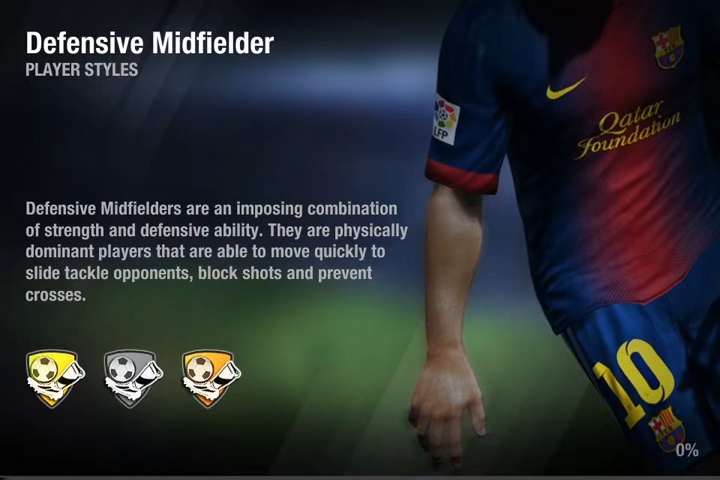 Defensive Midfielder
PLAYER STYLES
Qatar
Foundation
LFP
Defensive Midfielders are an imposing combination
of strength and defensive ability. They are physically
dominant players that are able to move quickly to
slide tackle opponents, block shots and prevent
crosses.
10
0%